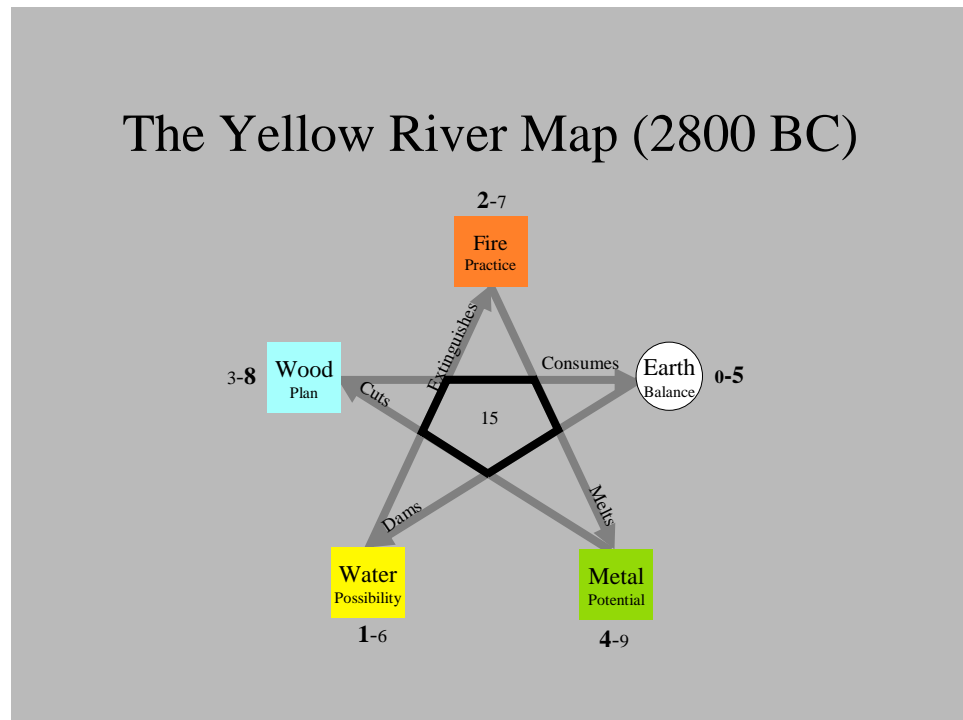 The Yellow River Map (2800 BC)
2-7
Fire
Practice
Extinguishes
Consumes
3-8
Wood
Plan
Cuts
Earth
Balance
0-5
15
Melts
Dams
Water
Possibility
1-6
Metal
Potential
4-9